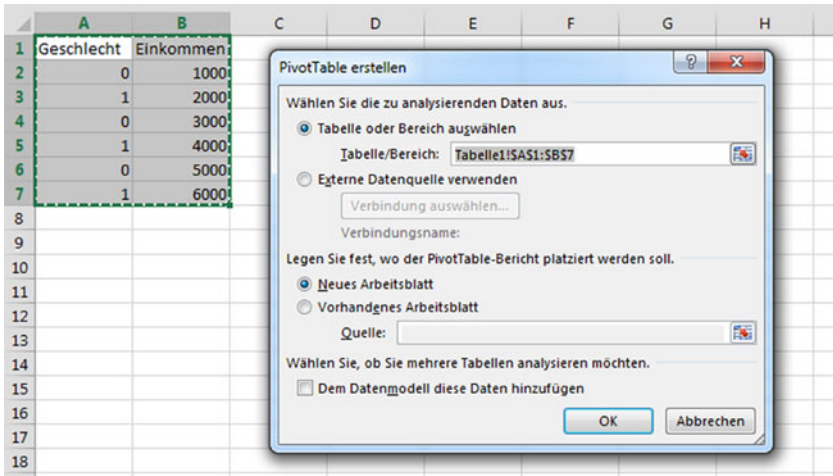 A B C D E F G H
1 Geschlecht Einkommen
2 0 1000
3 1 2000
4 0 3000
5 1 4000
6 0 5000
7 1 6000
8
9
10
11
12
13
14
15
16
17
18
PivotTable erstellen
?
Wählen Sie die zu analysierenden Daten aus.
Tabelle oder Bereich auswählen
Tabelle/Bereich: Tabelle1!$A$1:$B$7
Externe Datenquelle verwenden
Verbindung auswählen...
Verbindungsname:
Legen Sie fest, wo der PivotTable-Bericht platziert werden soll.
Neues Arbeitsblatt
Vorhandenes Arbeitsblatt
Quelle:
Wählen Sie, ob Sie mehrere Tabellen analysieren möchten.
Dem Datenmodell diese Daten hinzufügen
OK Abbrechen